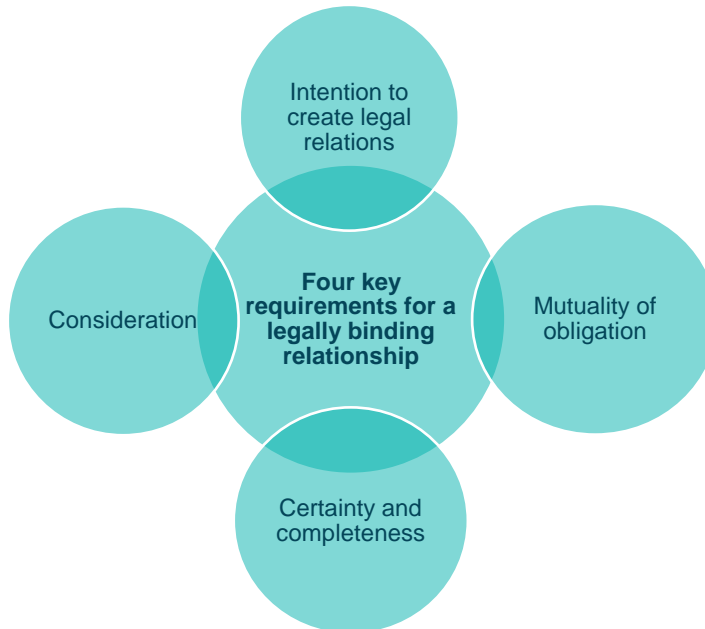 Intention to
create legal
relations
Consideration
Four key
requirements for a
legally binding
relationship
Mutuality of
obligation
Certainty and
completeness